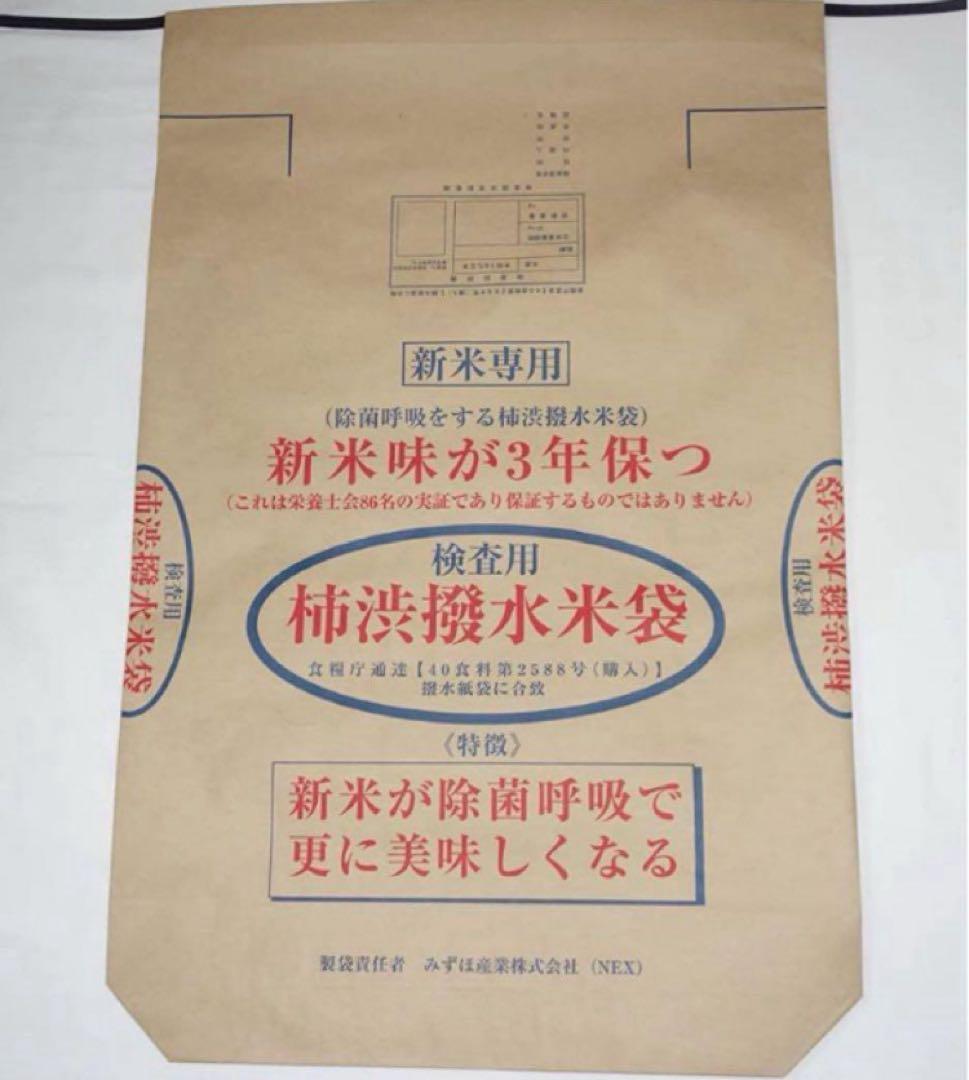 新米専用
(除菌呼吸をする柿渋撥水米袋)
新米味が3年保つ
(これは栄養士会86名の実証であり保証するものではありません)
検査用
柿渋撥水米袋
食糧庁通達【40食料第2588号(購入)】
撥水紙袋に合致
柿渋撥水米袋
検査用
検査用
柿渋撥水米袋
《特徴》
新米が除菌呼吸で
更に美味しくなる
製袋責任者 みずほ産業株式会社 (NEX)